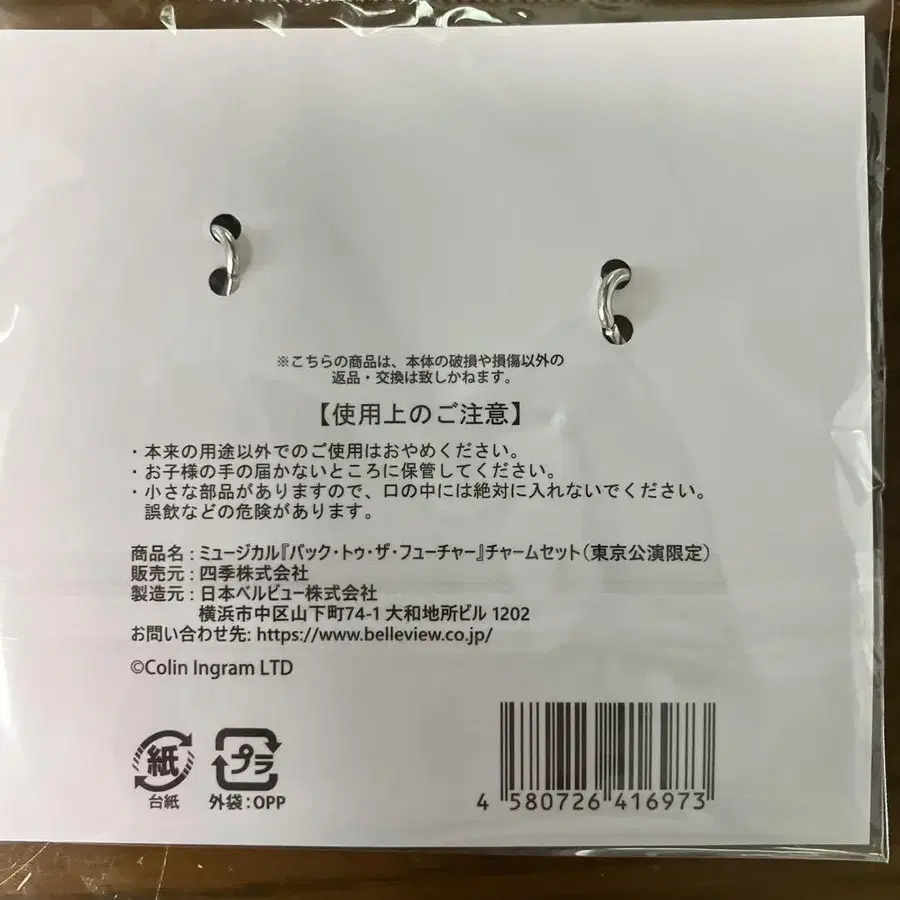 ※こちらの商品は、本体の破損や損傷以外の
返品・交換は致しかねます。
【使用上のご注意】
・本来の用途以外でのご使用はおやめください。
・お子様の手の届かないところに保管してください。
・小さな部品がありますので、口の中には絶対に入れないでください。
誤飲などの危険があります。
商品名：ミュージカル『バック・トゥ・ザ・フューチャー』チャームセット（東京公演限定）
販売元：四季株式会社
製造元：日本ベルビュー株式会社
横浜市中区山下町74-1 大和地所ビル 1202
お問い合わせ先: https://www.belleview.co.jp/
©Colin Ingram LTD
紙
台紙
プラ
外袋：OPP
4 580726 416973